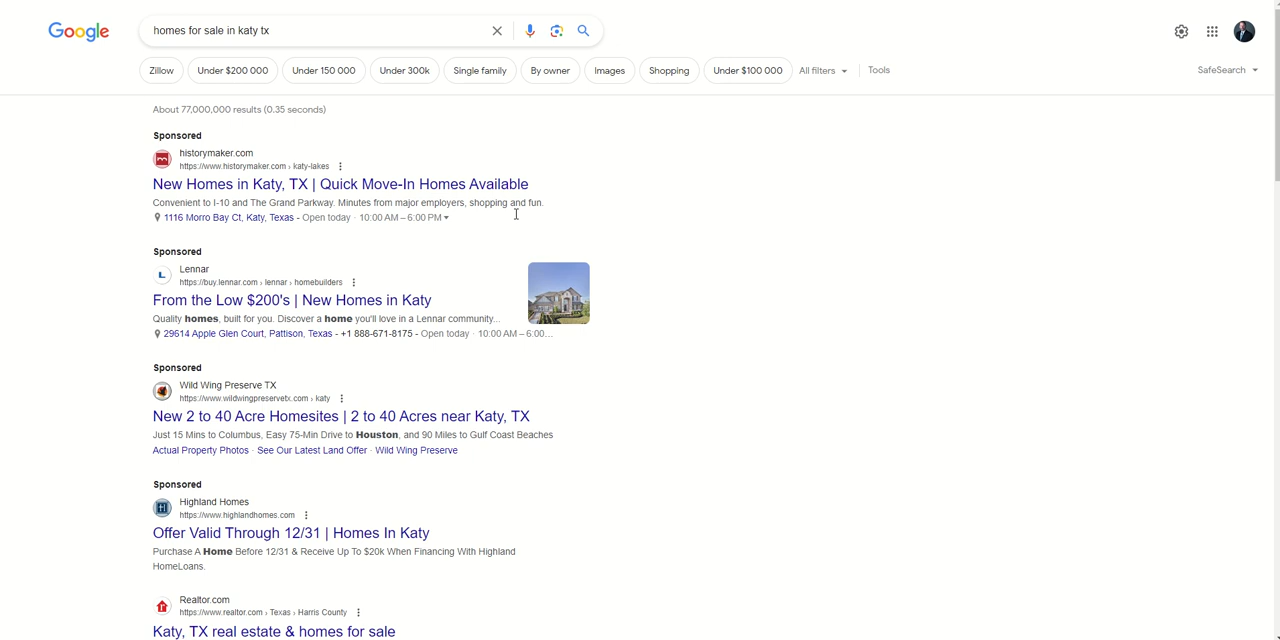 Google
homes for sale in katy tx
Zillow
Under $200 000
Under 150 000
Under 300k
Single family
By owner
Images
Shopping
Under $100 000
All filters
Tools
SafeSearch
About 77,000,000 results (0.35 seconds)
Sponsored
historymaker.com
https://www.historymaker.com › katy-lakes
New Homes in Katy, TX | Quick Move-In Homes Available
Convenient to I-10 and The Grand Parkway. Minutes from major employers, shopping and fun.
1116 Morro Bay Ct, Katy, Texas - Open today · 10:00 AM – 6:00 PM
Sponsored
Lennar
https://buy.lennar.com › lennar › homebuilders
From the Low $200's | New Homes in Katy
Quality homes, built for you. Discover a home you'll love in a Lennar community...
29614 Apple Glen Court, Pattison, Texas - +1 888-671-8175 - Open today · 10:00 AM – 6:00...
Sponsored
Wild Wing Preserve TX
https://www.wildwingpreservetx.com › katy
New 2 to 40 Acre Homesites | 2 to 40 Acres near Katy, TX
Just 15 Mins to Columbus, Easy 75-Min Drive to Houston, and 90 Miles to Gulf Coast Beaches
Actual Property Photos · See Our Latest Land Offer · Wild Wing Preserve
Sponsored
Highland Homes
https://www.highlandhomes.com
Offer Valid Through 12/31 | Homes In Katy
Purchase A Home Before 12/31 & Receive Up To $20k When Financing With Highland
HomeLoans.
Realtor.com
https://www.realtor.com › Texas › Harris County
Katy, TX real estate & homes for sale